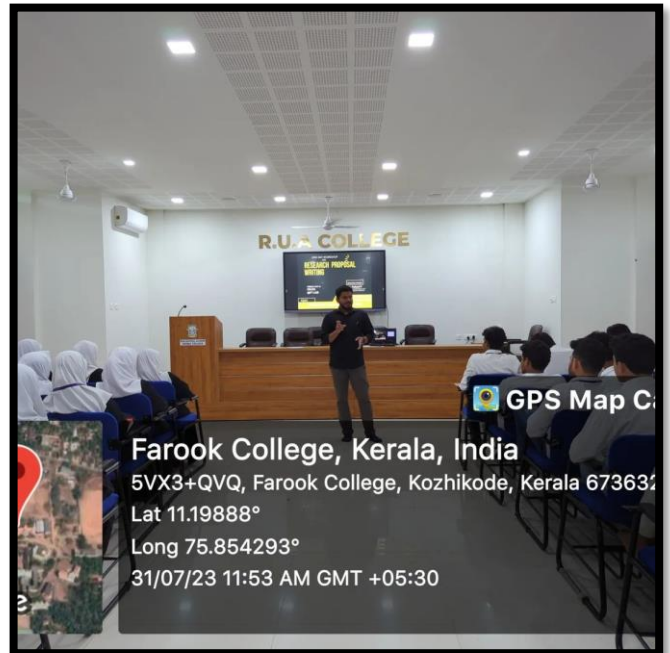 R.U.A COLLEGE
RESEARCH PROPOSAL
WRITING
GPS Map Ca
Farook College, Kerala, India
5VX3+QVQ, Farook College, Kozhikode, Kerala 673632
Lat 11.19888°
Long 75.854293°
31/07/23 11:53 AM GMT +05:30
e